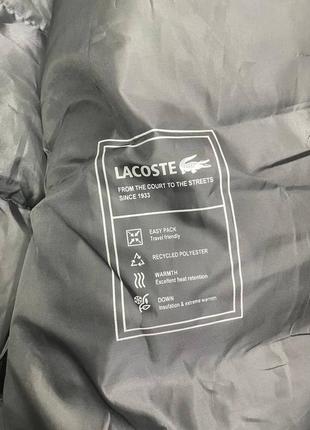 LACOSTE
FROM THE COURT TO THE STREETS
SINCE 1933
EASY PACK
Travel friendly
RECYCLED POLYESTER
WARMTH
Excellent heat retention
DOWN
Insulation & extreme warmth